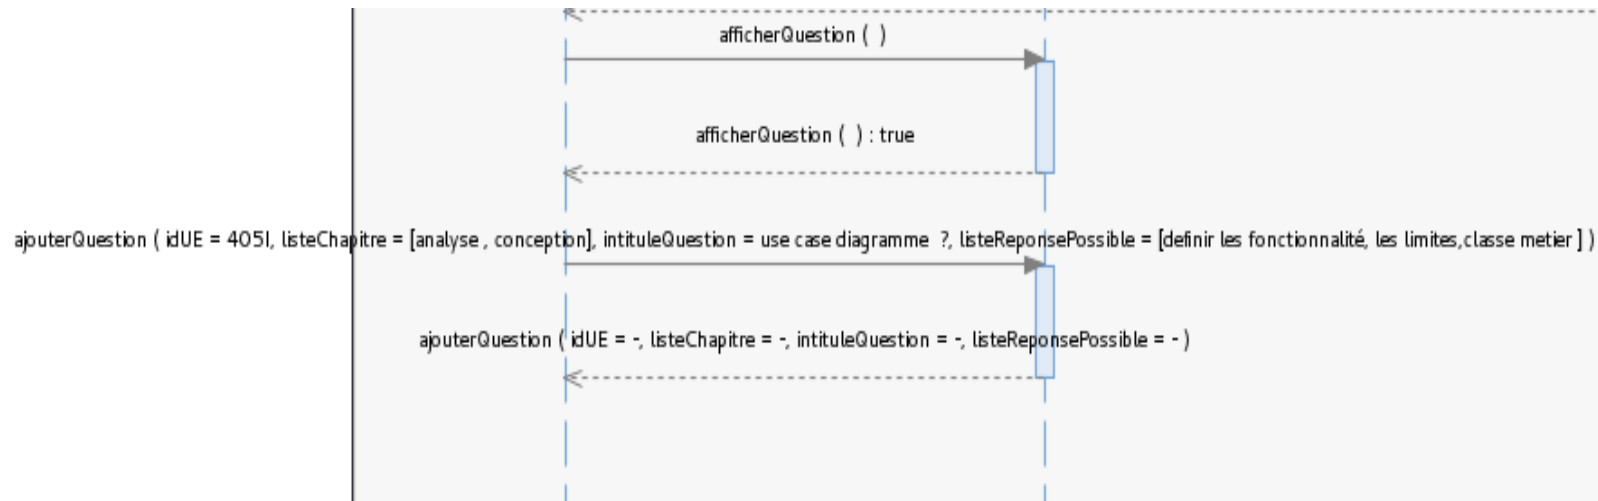 afficherQuestion (  )
afficherQuestion (  ) : true
ajouterQuestion ( idUE = 405I, listeChapitre = [analyse , conception], intituleQuestion = use case diagramme  ?, listeReponsePossible = [definir les fonctionnalité, les limites,classe metier ] )
ajouterQuestion ( idUE = -, listeChapitre = -, intituleQuestion = -, listeReponsePossible = - )